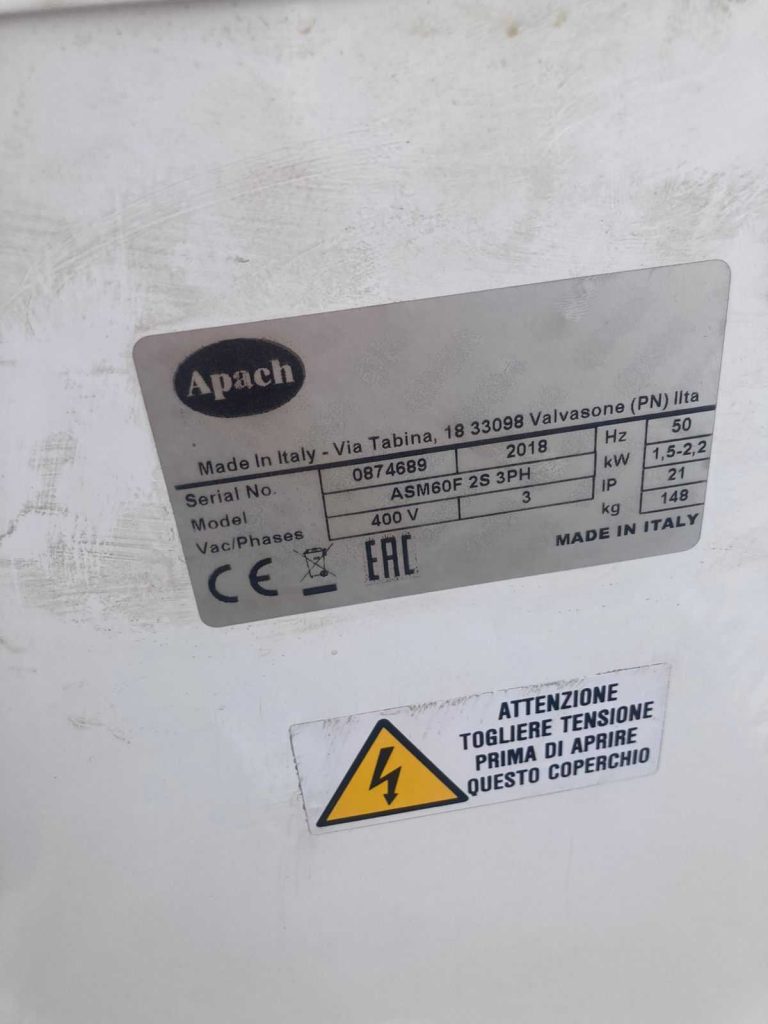 Apach
Made In Italy - Via Tabina, 18 33098 Valvasone (PN) IIta
Serial No. 0874689 2018 Hz 50
Model ASM60F 2S 3PH kW 1,5-2,2
Vac/Phases 400 V 3 IP 21
kg 148
CE EAC MADE IN ITALY
ATTENZIONE
TOGLIERE TENSIONE
PRIMA DI APRIRE
QUESTO COPERCHIO